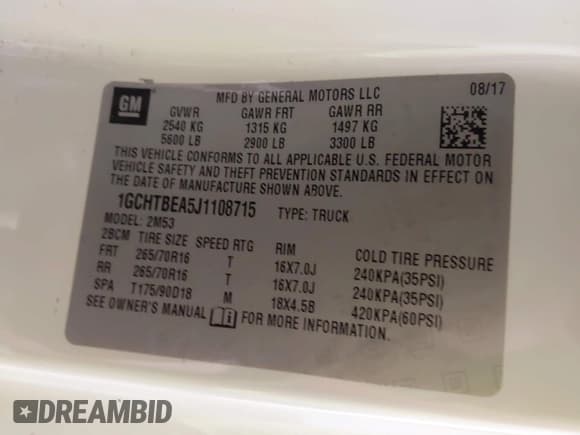 GM
MFD BY GENERAL MOTORS LLC 08/17
GVWR GAWR FRT GAWR RR
2540 KG 1315 KG 1497 KG
5600 LB 2900 LB 3300 LB
THIS VEHICLE CONFORMS TO ALL APPLICABLE U.S. FEDERAL MOTOR
VEHICLE SAFETY AND THEFT PREVENTION STANDARDS IN EFFECT ON
DATE OF MANUFACTURE SHOWN ABOVE.
1GCHTBEA5J1108715 TYPE: TRUCK
MODEL: 2M53
2BCM TIRE SIZE SPEED RTG RIM COLD TIRE PRESSURE
FRT 265/70R16 T 16X7.0J 240KPA(35PSI)
RR 265/70R16 T 16X7.0J 240KPA(35PSI)
SPA T175/90D18 M 18X4.5B 420KPA(60PSI)
SEE OWNER'S MANUAL FOR MORE INFORMATION.
DREAMBID